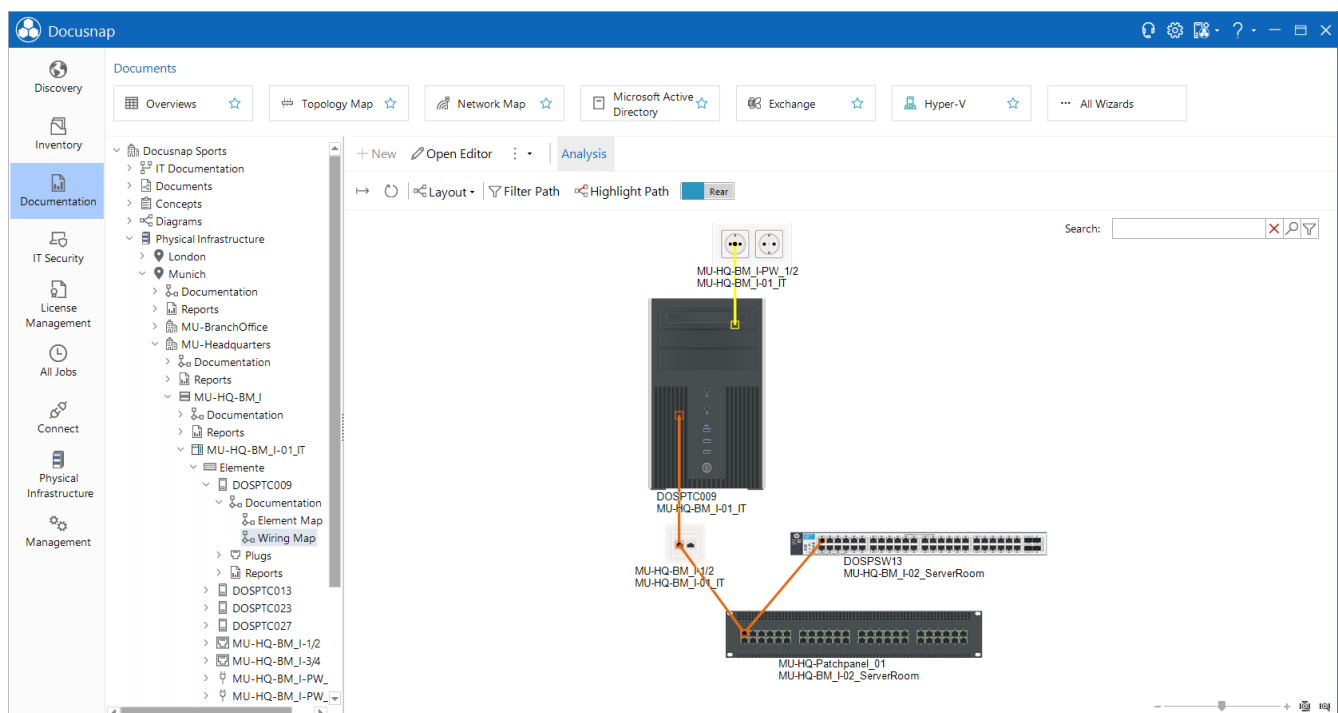 Docusnap
?
Discovery
Inventory
Documentation
IT Security
License
Management
All Jobs
Connect
Physical
Infrastructure
Management
Documents
Overviews
Topology Map
Network Map
Microsoft Active
Directory
Exchange
Hyper-V
··· All Wizards
Docusnap Sports
IT Documentation
Documents
Concepts
Diagrams
Physical Infrastructure
London
Munich
Documentation
Reports
MU-BranchOffice
MU-Headquarters
Documentation
Reports
MU-HQ-BM_I
Documentation
Reports
MU-HQ-BM_I-01_IT
Elemente
DOSPTC009
Documentation
Element Map
Wiring Map
Plugs
Reports
DOSPTC013
DOSPTC023
DOSPTC027
MU-HQ-BM_I-1/2
MU-HQ-BM_I-3/4
MU-HQ-BM_I-PW_
MU-HQ-BM_I-PW_
+ New Open Editor Analysis
Layout Filter Path Highlight Path Rear
Search:
MU-HQ-BM_I-PW_1/2
MU-HQ-BM_I-01_IT
DOSPTC009
MU-HQ-BM_I-01_IT
MU-HQ-BM_I-1/2
MU-HQ-BM_I-01_IT
DOSPSW13
MU-HQ-BM_I-02_ServerRoom
MU-HQ-Patchpanel_01
MU-HQ-BM_I-02_ServerRoom